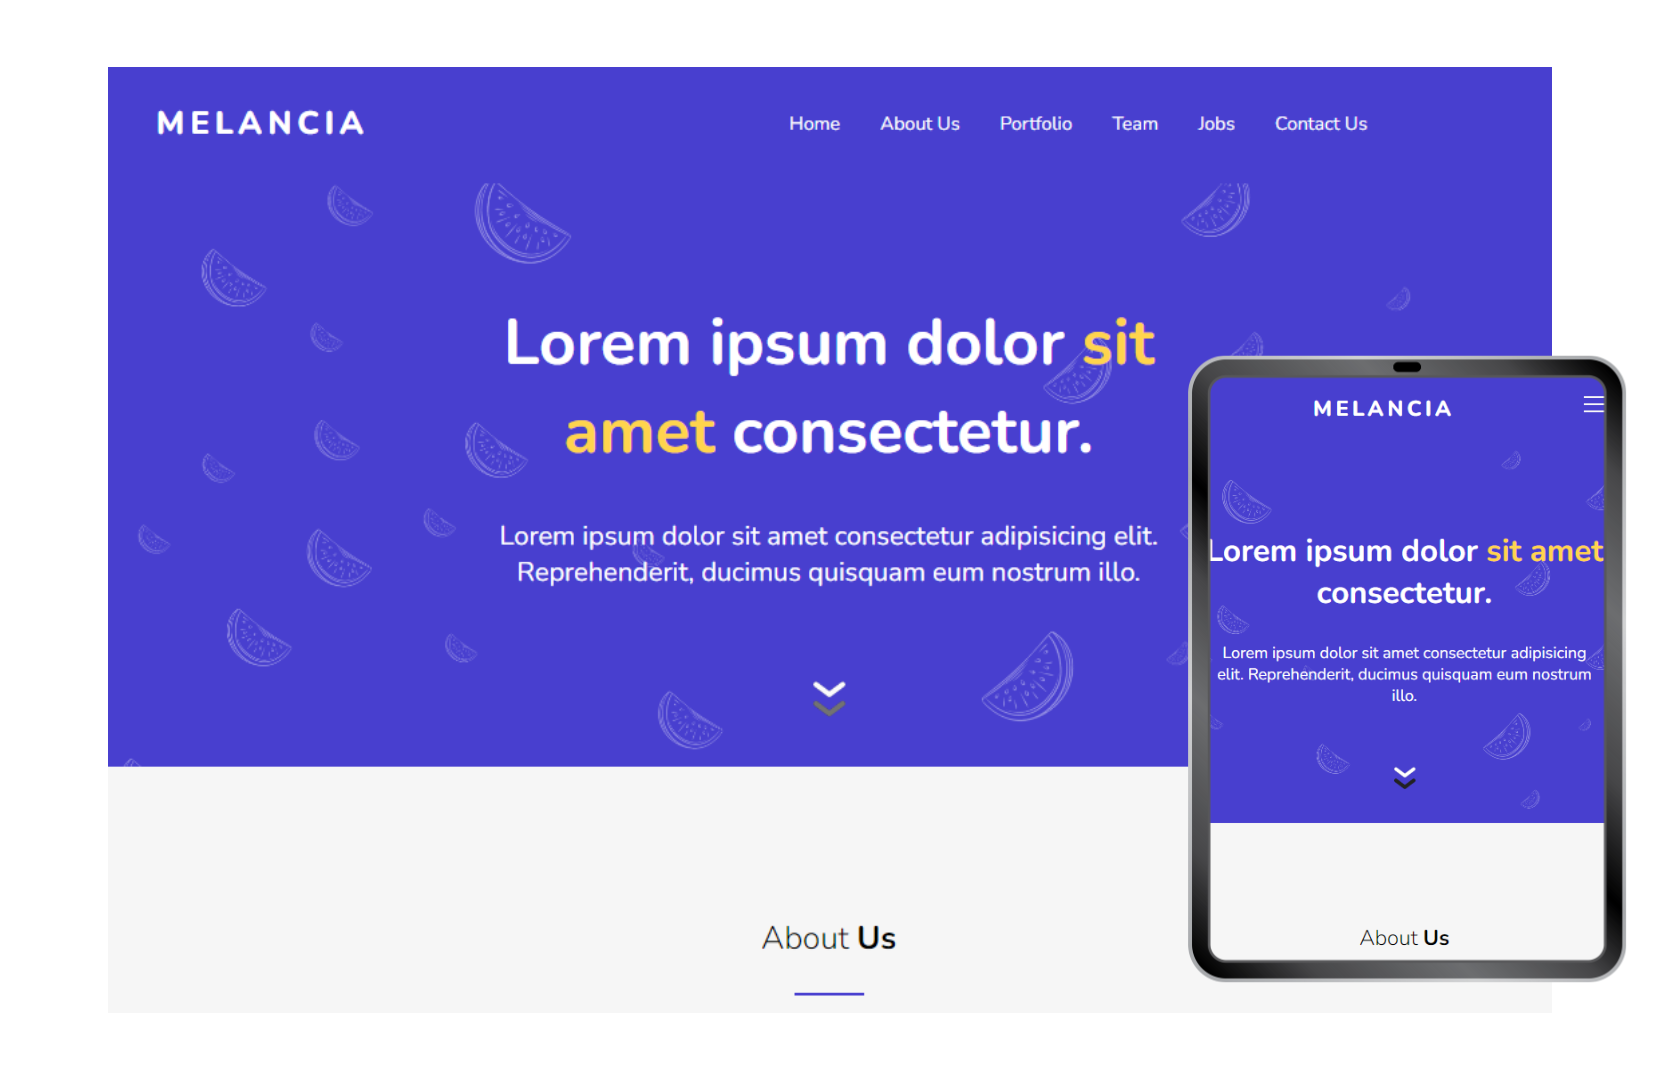 MELANCIA
Home About Us Portfolio Team Jobs Contact Us
Lorem ipsum dolor sit
amet consectetur.
Lorem ipsum dolor sit amet consectetur adipisicing elit.
Reprehenderit, ducimus quisquam eum nostrum illo.
About Us
MELANCIA
Lorem ipsum dolor sit amet
consectetur.
Lorem ipsum dolor sit amet consectetur adipisicing
elit. Reprehenderit, ducimus quisquam eum nostrum
illo.
About Us